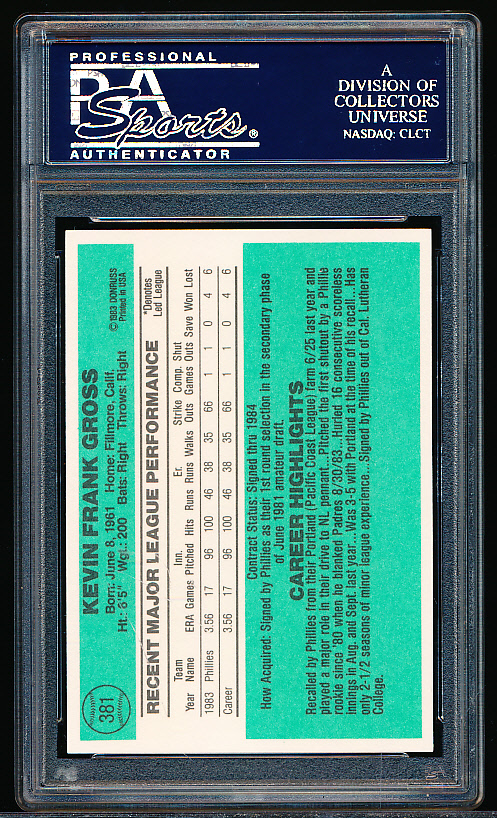 PROFESSIONAL
PSA
Sports®
AUTHENTICATOR
A
DIVISION OF
COLLECTORS
UNIVERSE
NASDAQ: CLCT
381
KEVIN FRANK GROSS
© 1983 DONRUSS
Printed in USA
Born: June 8, 1961 Home: Fillmore, Calif.
Ht.: 6'5" Wgt.: 200 Bats: Right Throws: Right
RECENT MAJOR LEAGUE PERFORMANCE
*Denotes
Led League
Team Inn. Er. Strike Comp. Shut
Year Name ERA Games Pitched Hits Runs Runs Walks Outs Games Outs Save Won Lost
1983 Phillies 3.56 17 96 100 46 38 35 66 1 1 0 4 6
Career 3.56 17 96 100 46 38 35 66 1 1 0 4 6
Contract Status: Signed thru 1984
How Acquired: Signed by Phillies as their 1st round selection in the secondary phase
of June 1981 amateur draft.
CAREER HIGHLIGHTS
Recalled by Phillies from their Portland (Pacific Coast League) farm 6/25 last year and
played a major role in their drive to NL pennant...Pitched the first shutout by a Phillie
rookie since '80 when he blanked Padres 8/30/83...Hurled 16 consecutive scoreless
innings in Aug. and Sept. last year...Was 3-5 with Portland at the time of his recall...Has
only 2-1/2 seasons of minor league experience...Signed by Phillies out of Cal Lutheran
College.